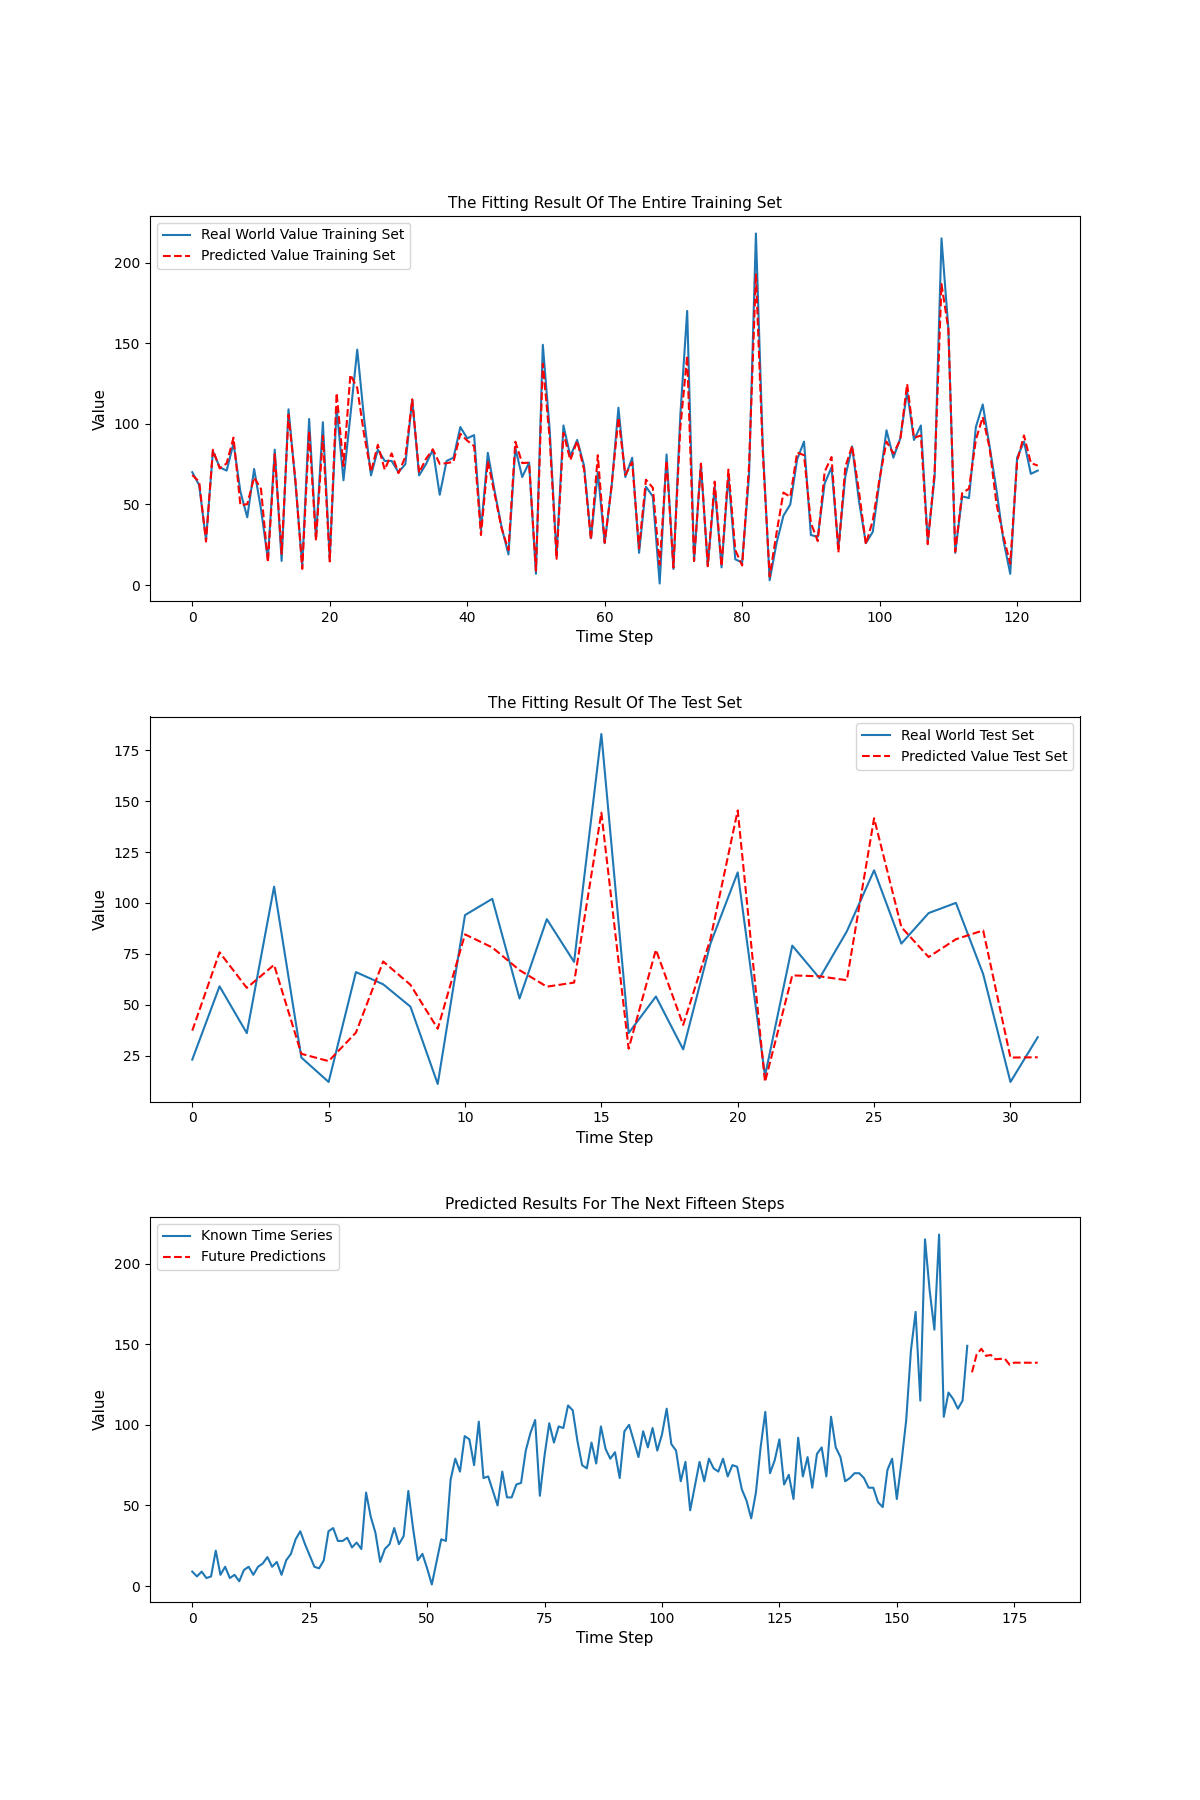 The Fitting Result Of The Entire Training Set
Real World Value Training Set
Predicted Value Training Set
Value
200
150
100
50
0
0 20 40 60 80 100 120
Time Step
The Fitting Result Of The Test Set
Real World Test Set
Predicted Value Test Set
Value
175
150
125
100
75
50
25
0 5 10 15 20 25 30
Time Step
Predicted Results For The Next Fifteen Steps
Known Time Series
Future Predictions
Value
200
150
100
50
0
0 25 50 75 100 125 150 175
Time Step